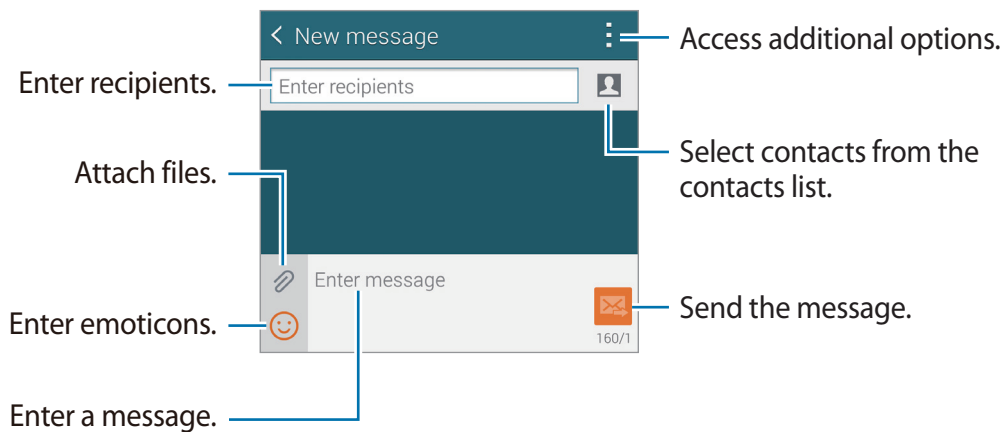 New message
Access additional options.
Enter recipients.
Enter recipients
Select contacts from the
contacts list.
Attach files.
Enter message
Send the message.
Enter emoticons.
160/1
Enter a message.